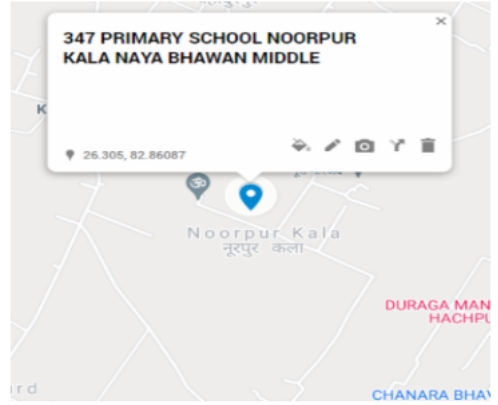 347 PRIMARY SCHOOL NOORPUR
KALA NAYA BHAWAN MIDDLE
K
26.305, 82.86087
ॐ
Noorpur Kala
नूरपुर कला
DURAGA MAN
HACHPU
CHANARA BHAV
ird